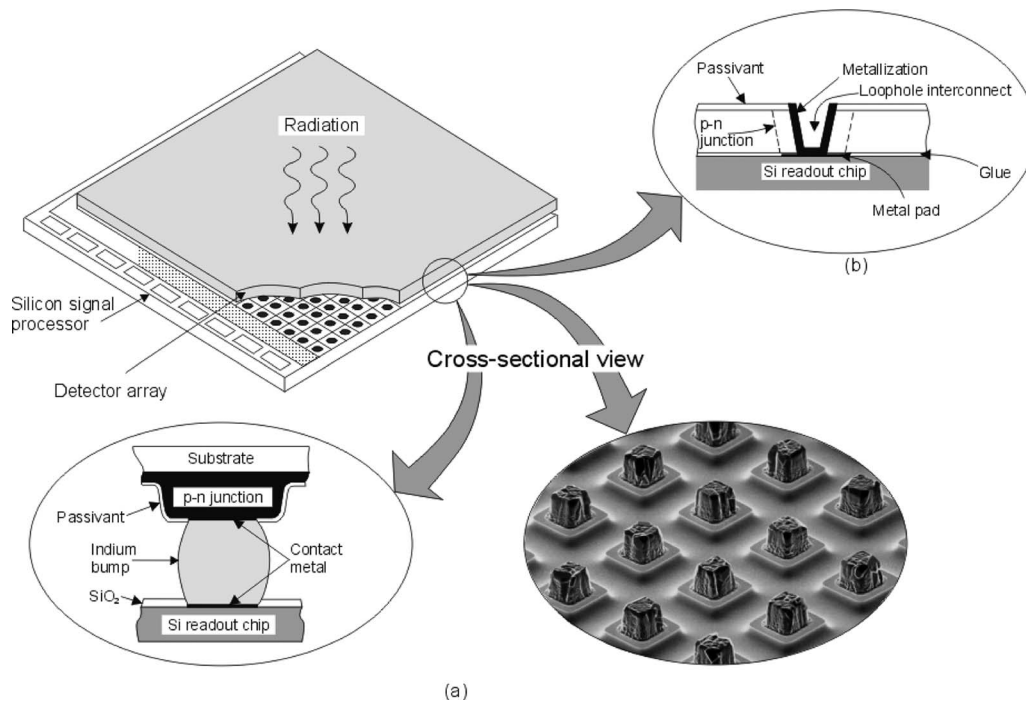 Radiation
Silicon signal
processor
Detector array
Cross-sectional view
Passivant
Metallization
Loophole interconnect
p-n
junction
Si readout chip
Glue
Metal pad
(b)
Substrate
p-n junction
Passivant
Indium
bump
Contact
metal
SiO₂
Si readout chip
(a)